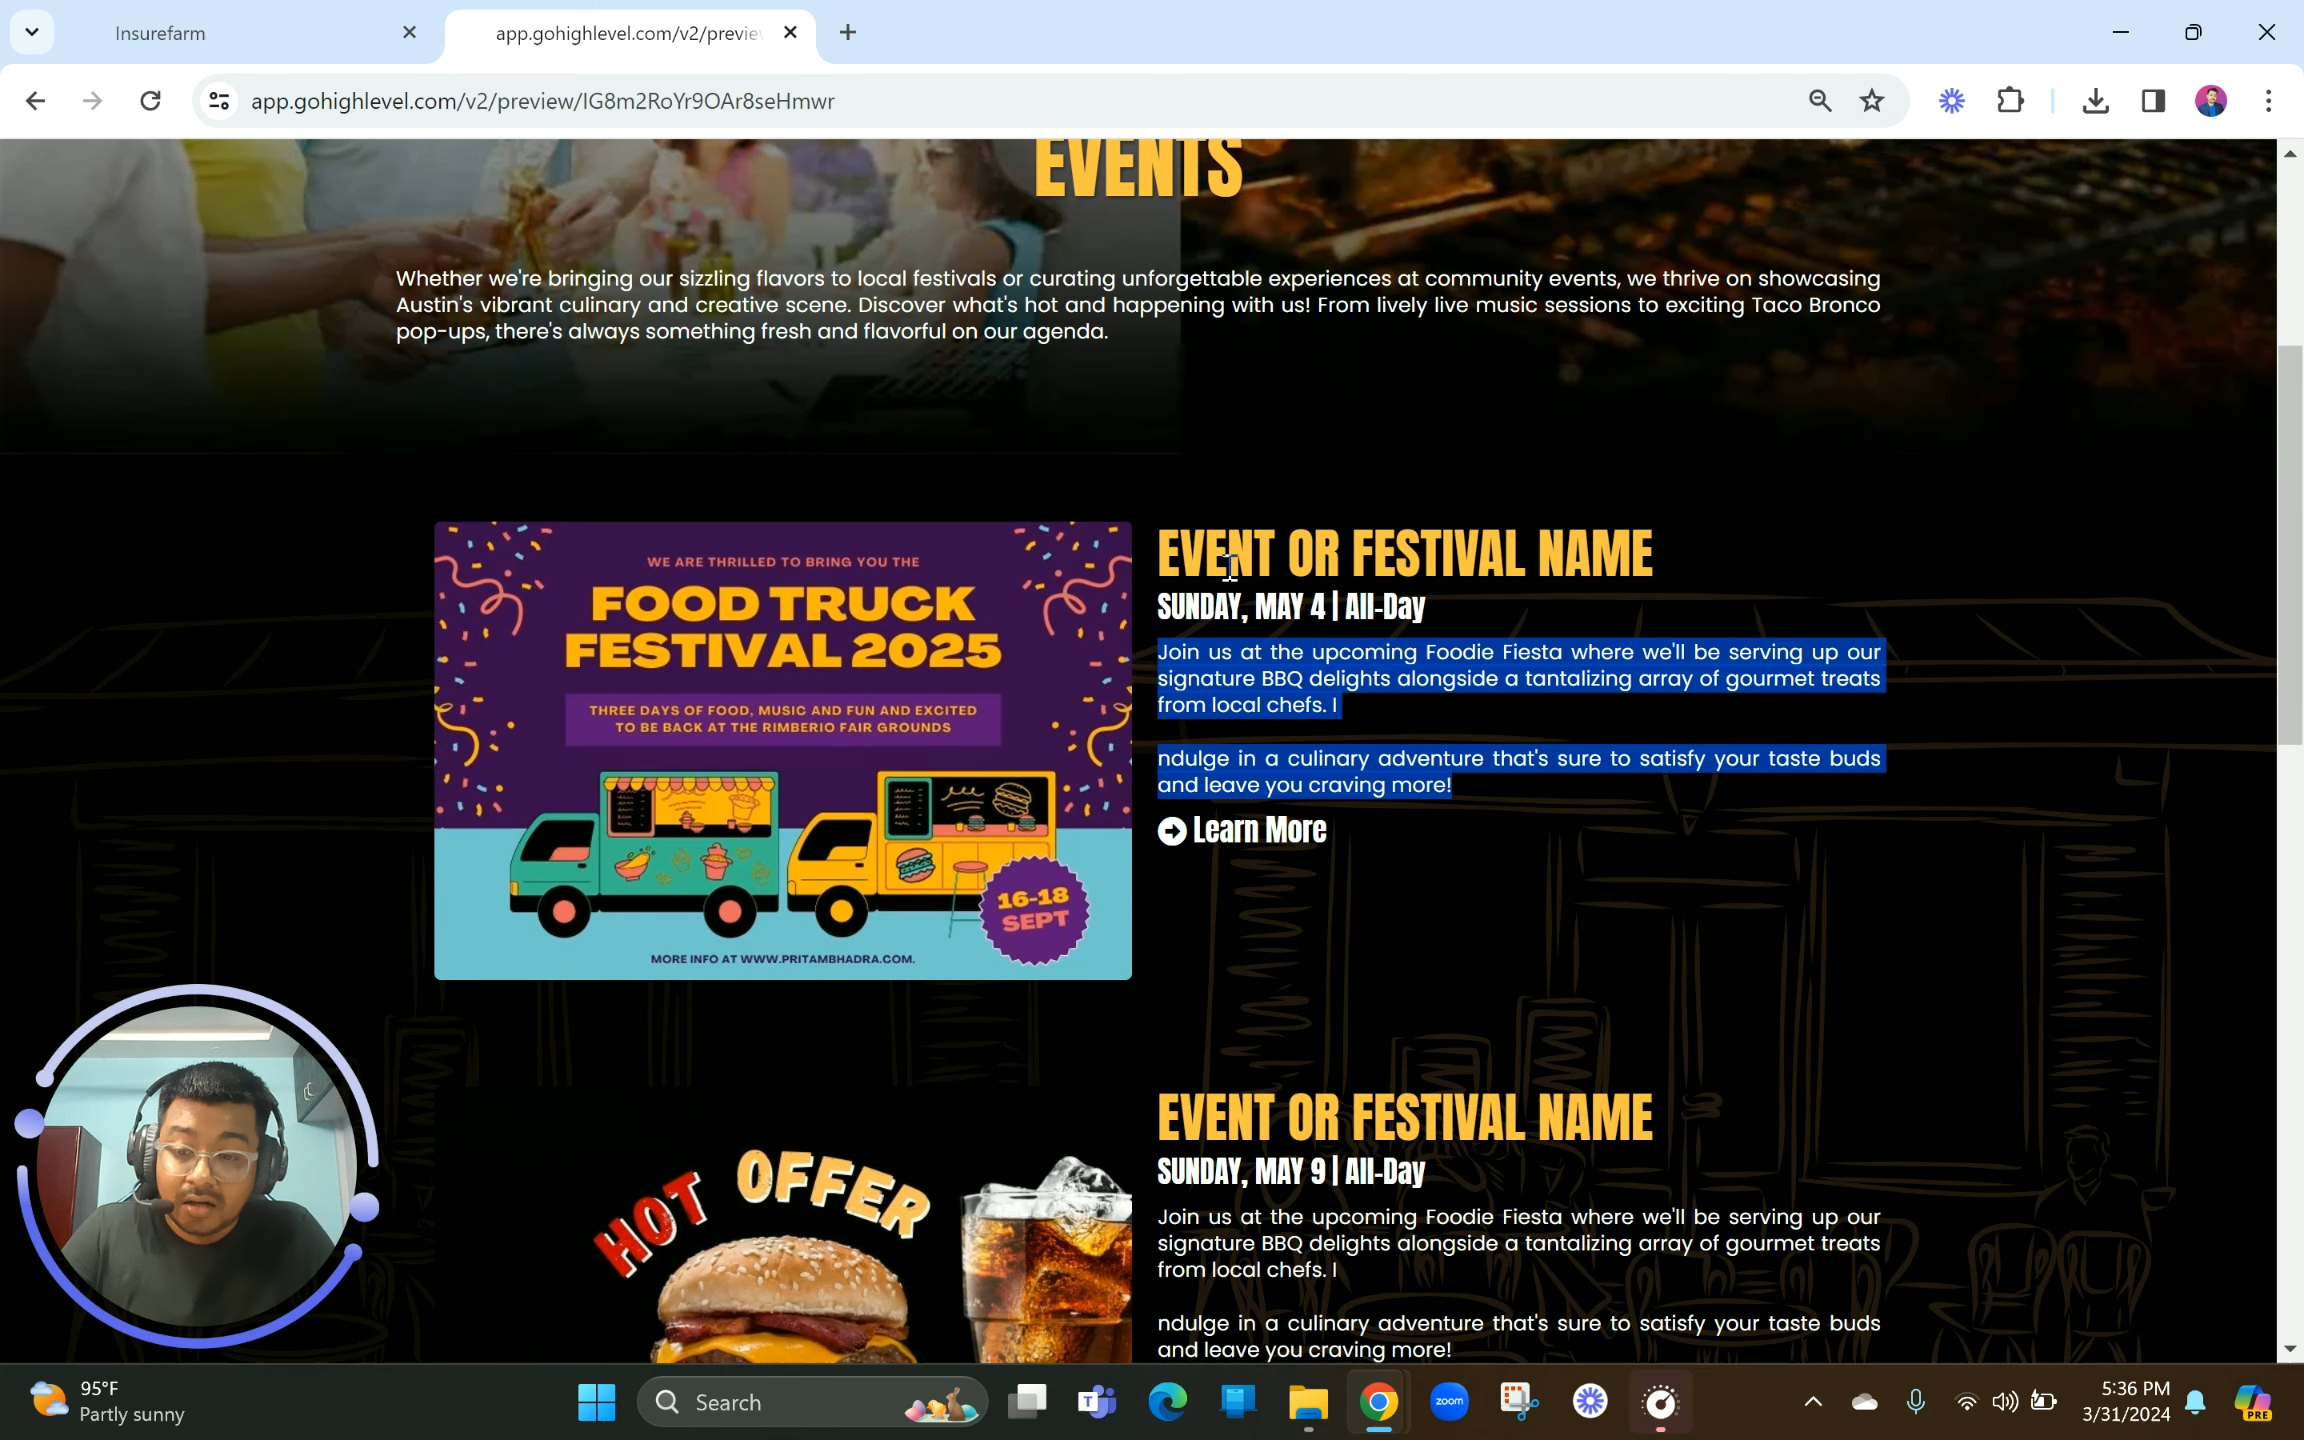 Insurefarm
app.gohighlevel.com/v2/previe
app.gohighlevel.com/v2/preview/IG8m2RoYr9OAr8seHmwr
EVENTS
Whether we're bringing our sizzling flavors to local festivals or curating unforgettable experiences at community events, we thrive on showcasing
Austin's vibrant culinary and creative scene. Discover what's hot and happening with us! From lively live music sessions to exciting Taco Bronco
pop-ups, there's always something fresh and flavorful on our agenda.
WE ARE THRILLED TO BRING YOU THE
FOOD TRUCK
FESTIVAL 2025
THREE DAYS OF FOOD, MUSIC AND FUN AND EXCITED
TO BE BACK AT THE RIMBERIO FAIR GROUNDS
16-18
SEPT
MORE INFO AT WWW.PRITAMBHADRA.COM.
EVENT OR FESTIVAL NAME
SUNDAY, MAY 4 | All-Day
Join us at the upcoming Foodie Fiesta where we'll be serving up our
signature BBQ delights alongside a tantalizing array of gourmet treats
from local chefs. I
ndulge in a culinary adventure that's sure to satisfy your taste buds
and leave you craving more!
Learn More
HOT OFFER
EVENT OR FESTIVAL NAME
SUNDAY, MAY 9 | All-Day
Join us at the upcoming Foodie Fiesta where we'll be serving up our
signature BBQ delights alongside a tantalizing array of gourmet treats
from local chefs. I
ndulge in a culinary adventure that's sure to satisfy your taste buds
and leave you craving more!
95°F
Partly sunny
Search
zoom
5:36 PM
3/31/2024
PRE